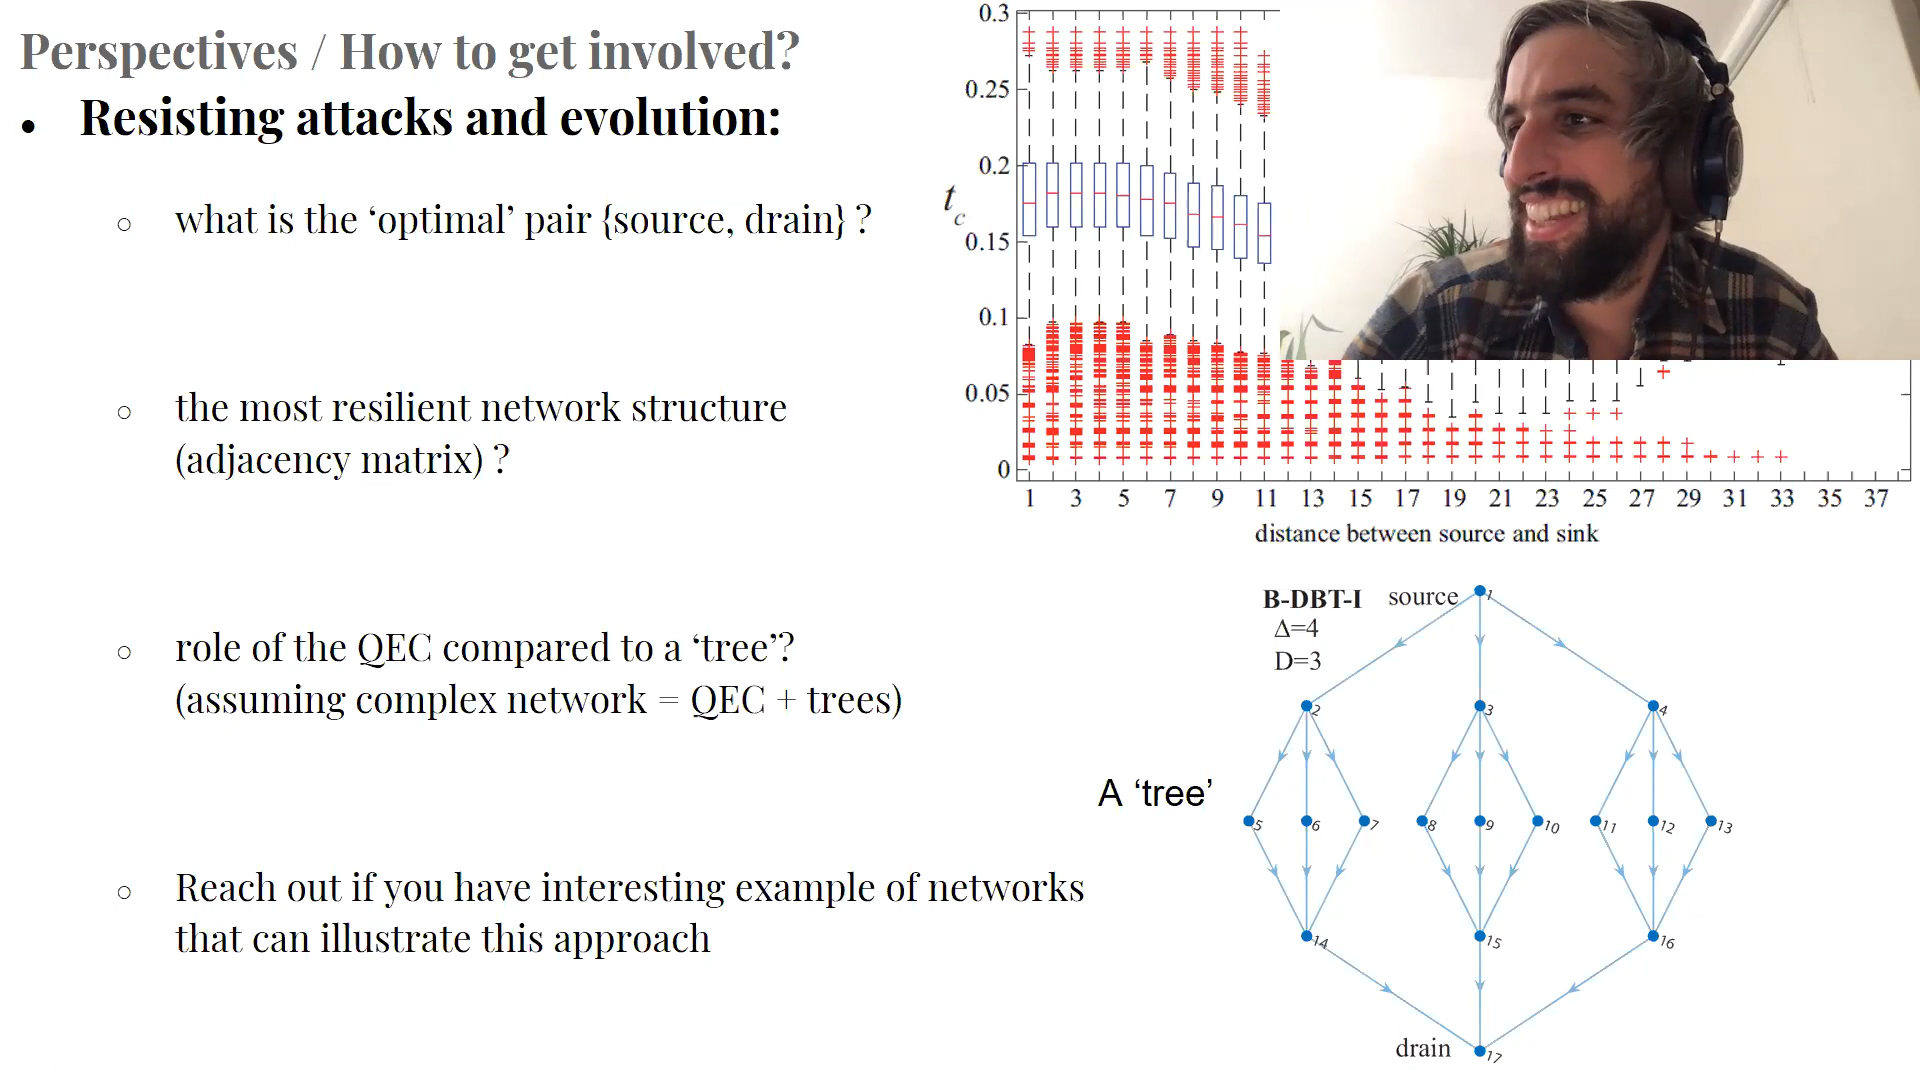 Perspectives / How to get involved?
● Resisting attacks and evolution:
○ what is the ‘optimal’ pair {source, drain} ?
○ the most resilient network structure
(adjacency matrix) ?
○ role of the QEC compared to a ‘tree’?
(assuming complex network = QEC + trees)
○ Reach out if you have interesting example of networks
that can illustrate this approach
0.3
0.25
0.2
0.15
0.1
0.05
0
t_c
1 3 5 7 9 11 13 15 17 19 21 23 25 27 29 31 33 35 37
distance between source and sink
B-DBT-I
Δ=4
D=3
source
1
2 3 4
A ‘tree’
5 6 7 8 9 10 11 12 13
14 15 16
drain
17